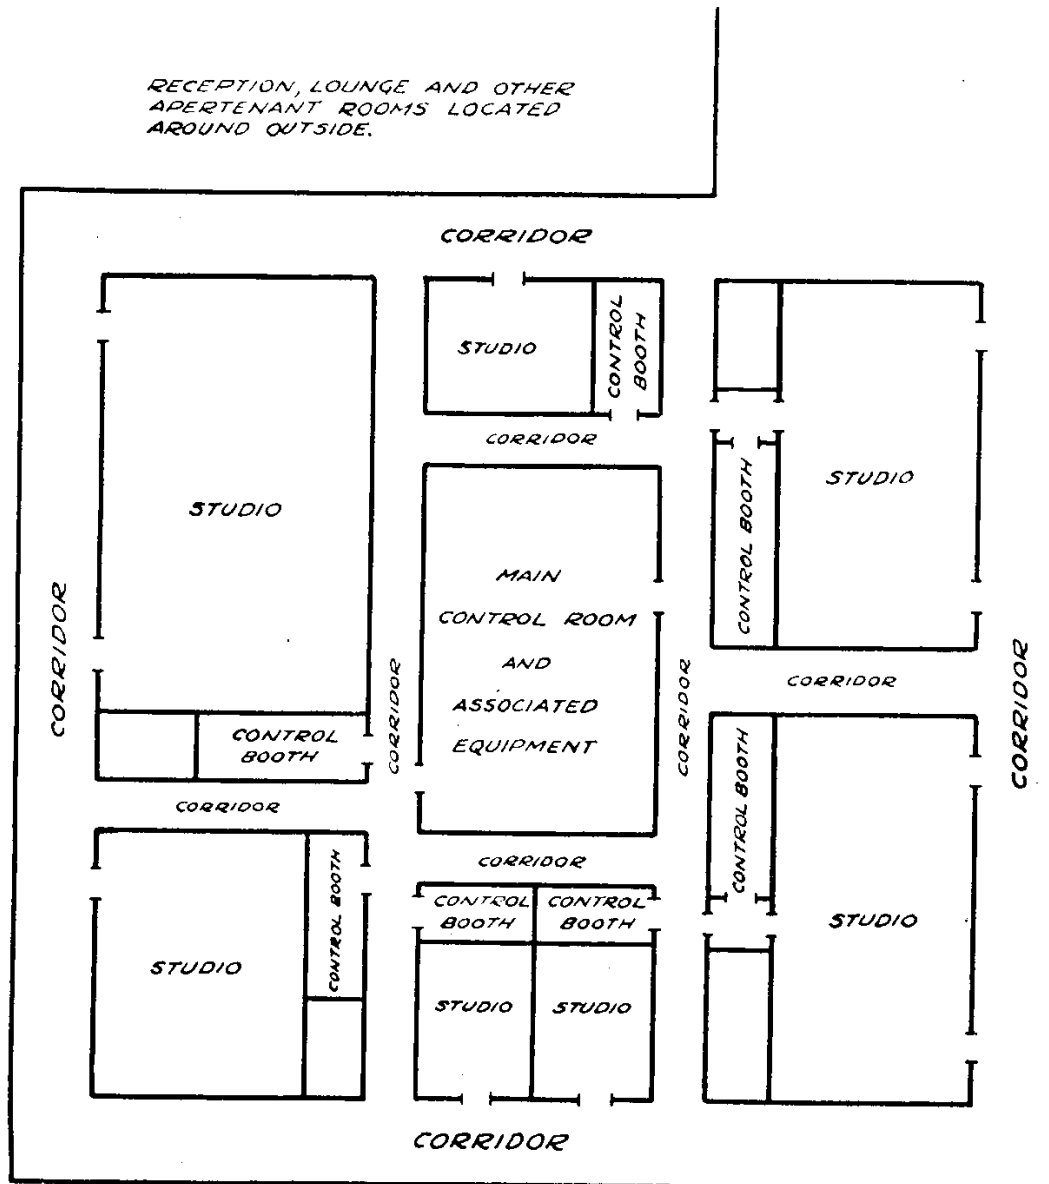 RECEPTION, LOUNGE AND OTHER
APERTENANT ROOMS LOCATED
AROUND OUTSIDE.
CORRIDOR
STUDIO
CONTROL
BOOTH
CORRIDOR
STUDIO
CONTROL BOOTH
STUDIO
MAIN
CONTROL ROOM
AND
ASSOCIATED
EQUIPMENT
CORRIDOR
CORRIDOR
CORRIDOR
CORRIDOR
CORRIDOR
CONTROL
BOOTH
CORRIDOR
CONTROL BOOTH
CORRIDOR
CONTROL BOOTH
CONTROL
BOOTH
CONTROL
BOOTH
STUDIO
STUDIO
STUDIO
STUDIO
CORRIDOR